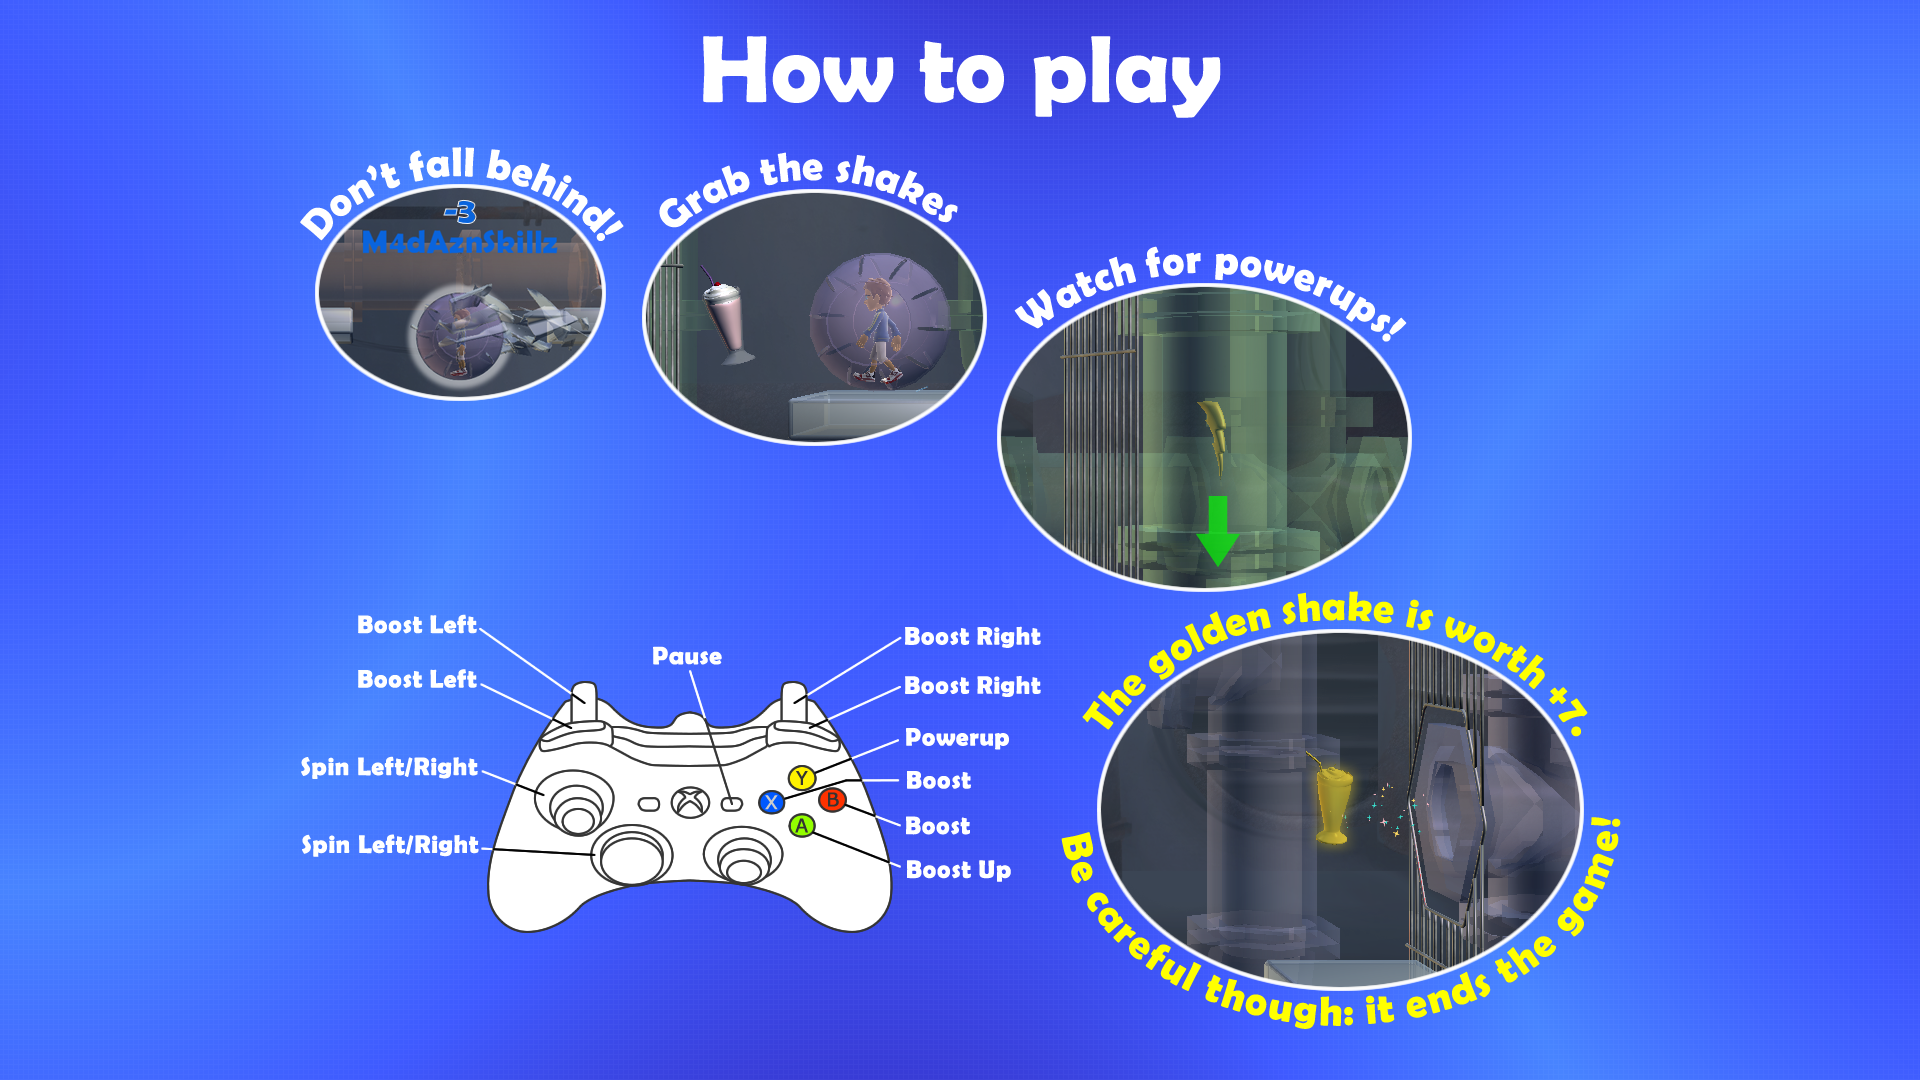 How to play
Don't fall behind!
-3
M4dAznSkillz
Grab the shakes
Watch for powerups!
Boost Left
Boost Left
Spin Left/Right
Spin Left/Right
Pause
Boost Right
Boost Right
Powerup
Boost
Boost
Boost Up
Y
X
B
A
The golden shake is worth +7.
Be careful though: it ends the game!